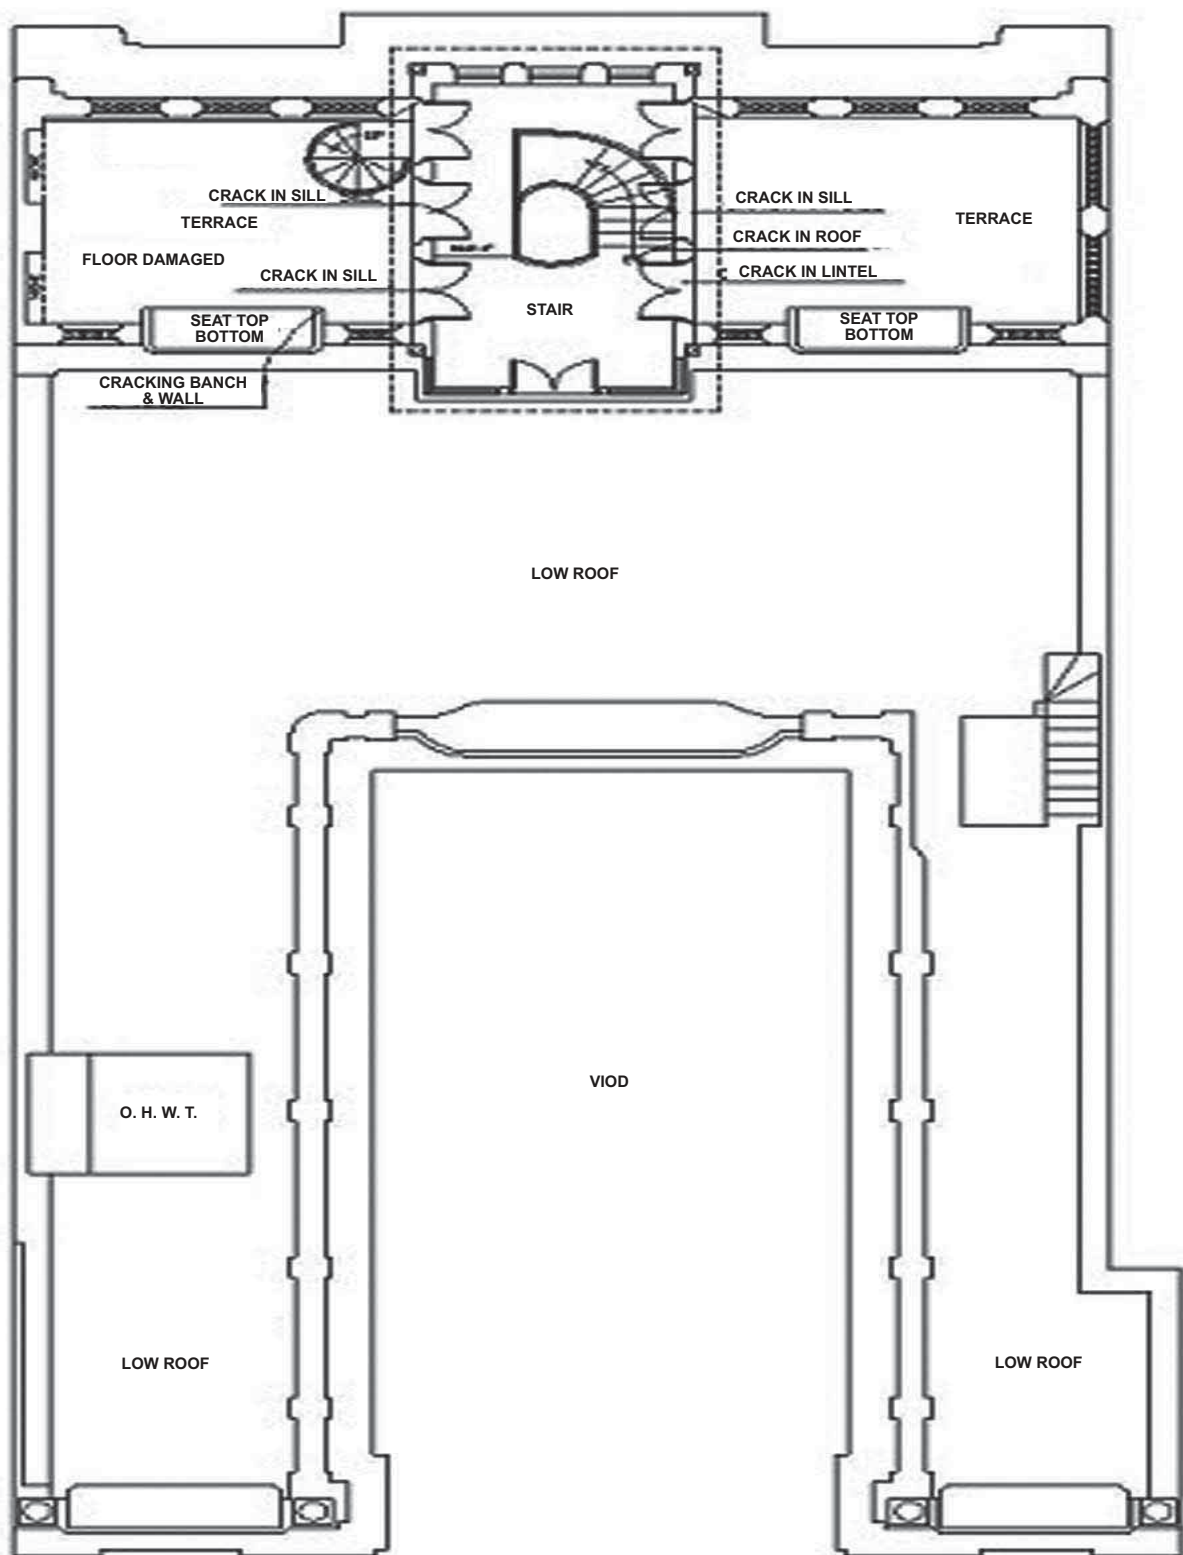 CRACK IN SILL
TERRACE
FLOOR DAMAGED
CRACK IN SILL
SEAT TOP
BOTTOM
CRACKING BANCH
& WALL
STAIR
CRACK IN SILL
TERRACE
CRACK IN ROOF
CRACK IN LINTEL
SEAT TOP
BOTTOM
LOW ROOF
VIOD
O. H. W. T.
LOW ROOF
LOW ROOF